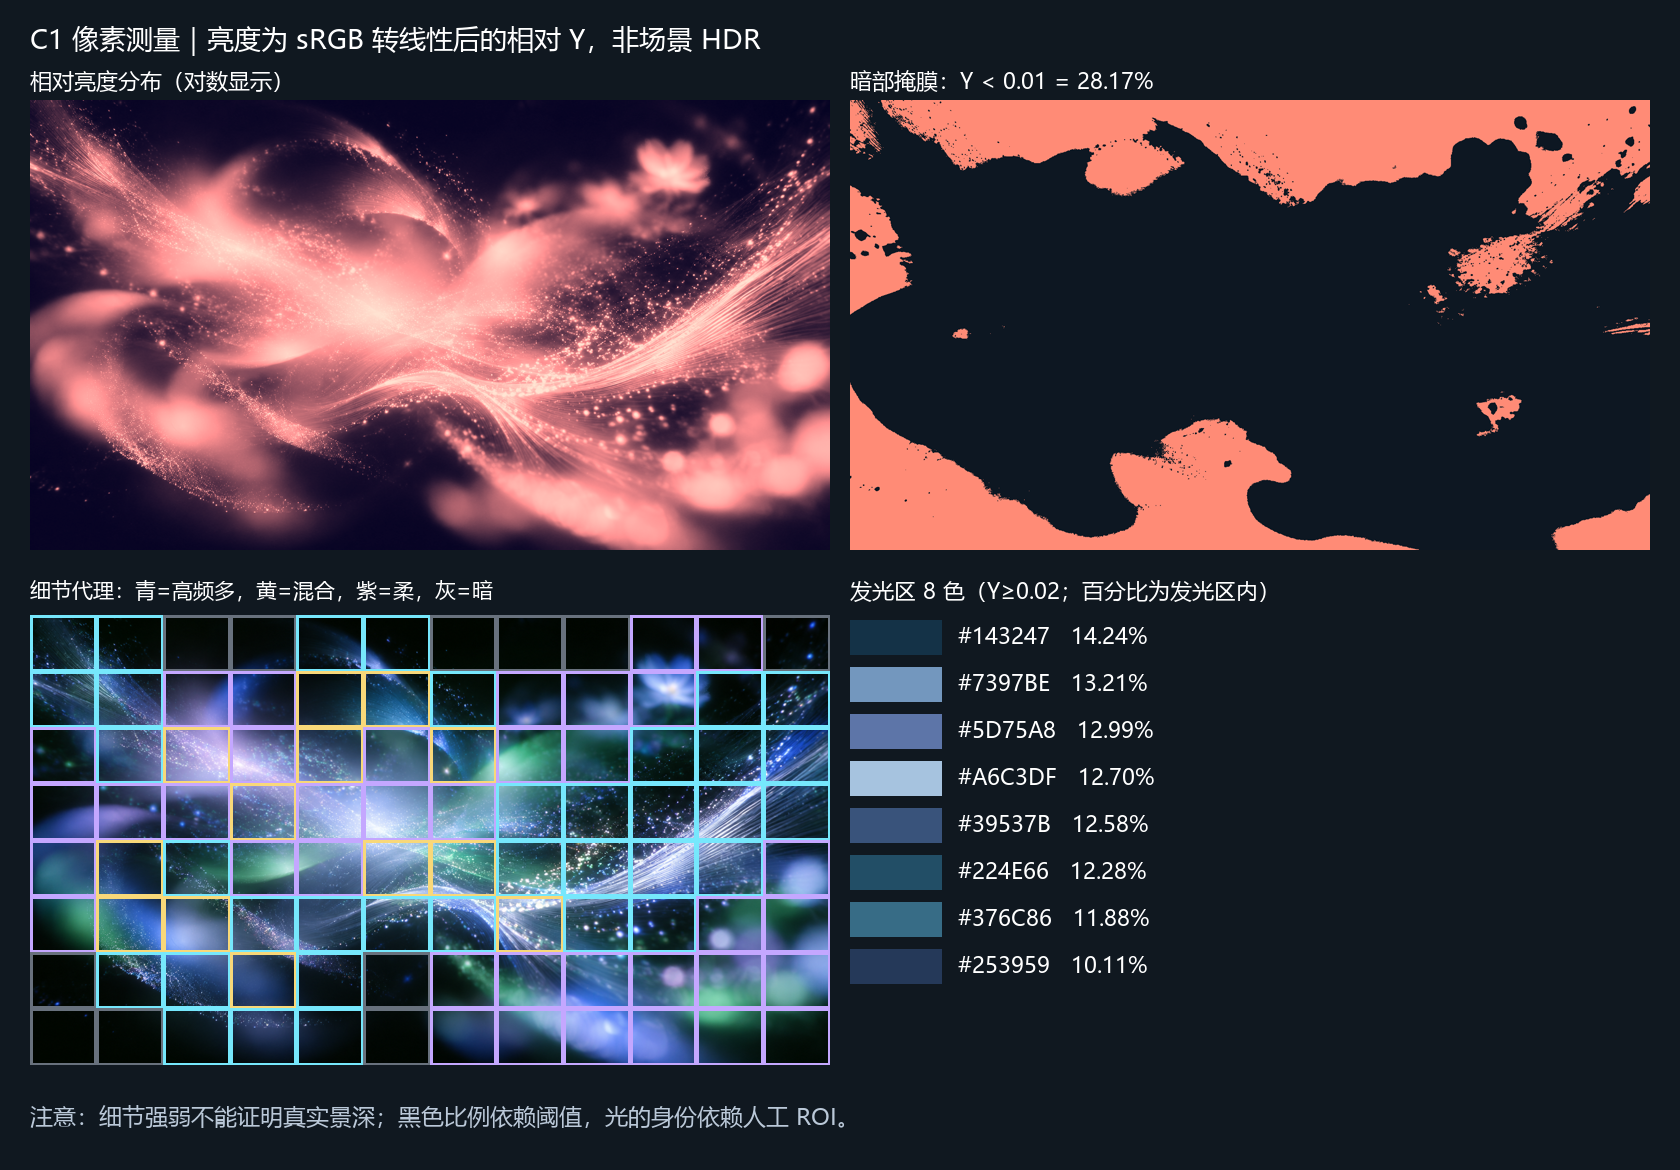 C1 像素测量 | 亮度为 sRGB 转线性后的相对 Y，非场景 HDR
相对亮度分布（对数显示）
暗部掩膜：Y < 0.01 = 28.17%
细节代理：青=高频多，黄=混合，紫=柔，灰=暗
发光区 8 色（Y≥0.02；百分比为发光区内）
#143247 14.24%
#7397BE 13.21%
#5D75A8 12.99%
#A6C3DF 12.70%
#39537B 12.58%
#224E66 12.28%
#376C86 11.88%
#253959 10.11%
注意：细节强弱不能证明真实景深；黑色比例依赖阈值，光的身份依赖人工 ROI。